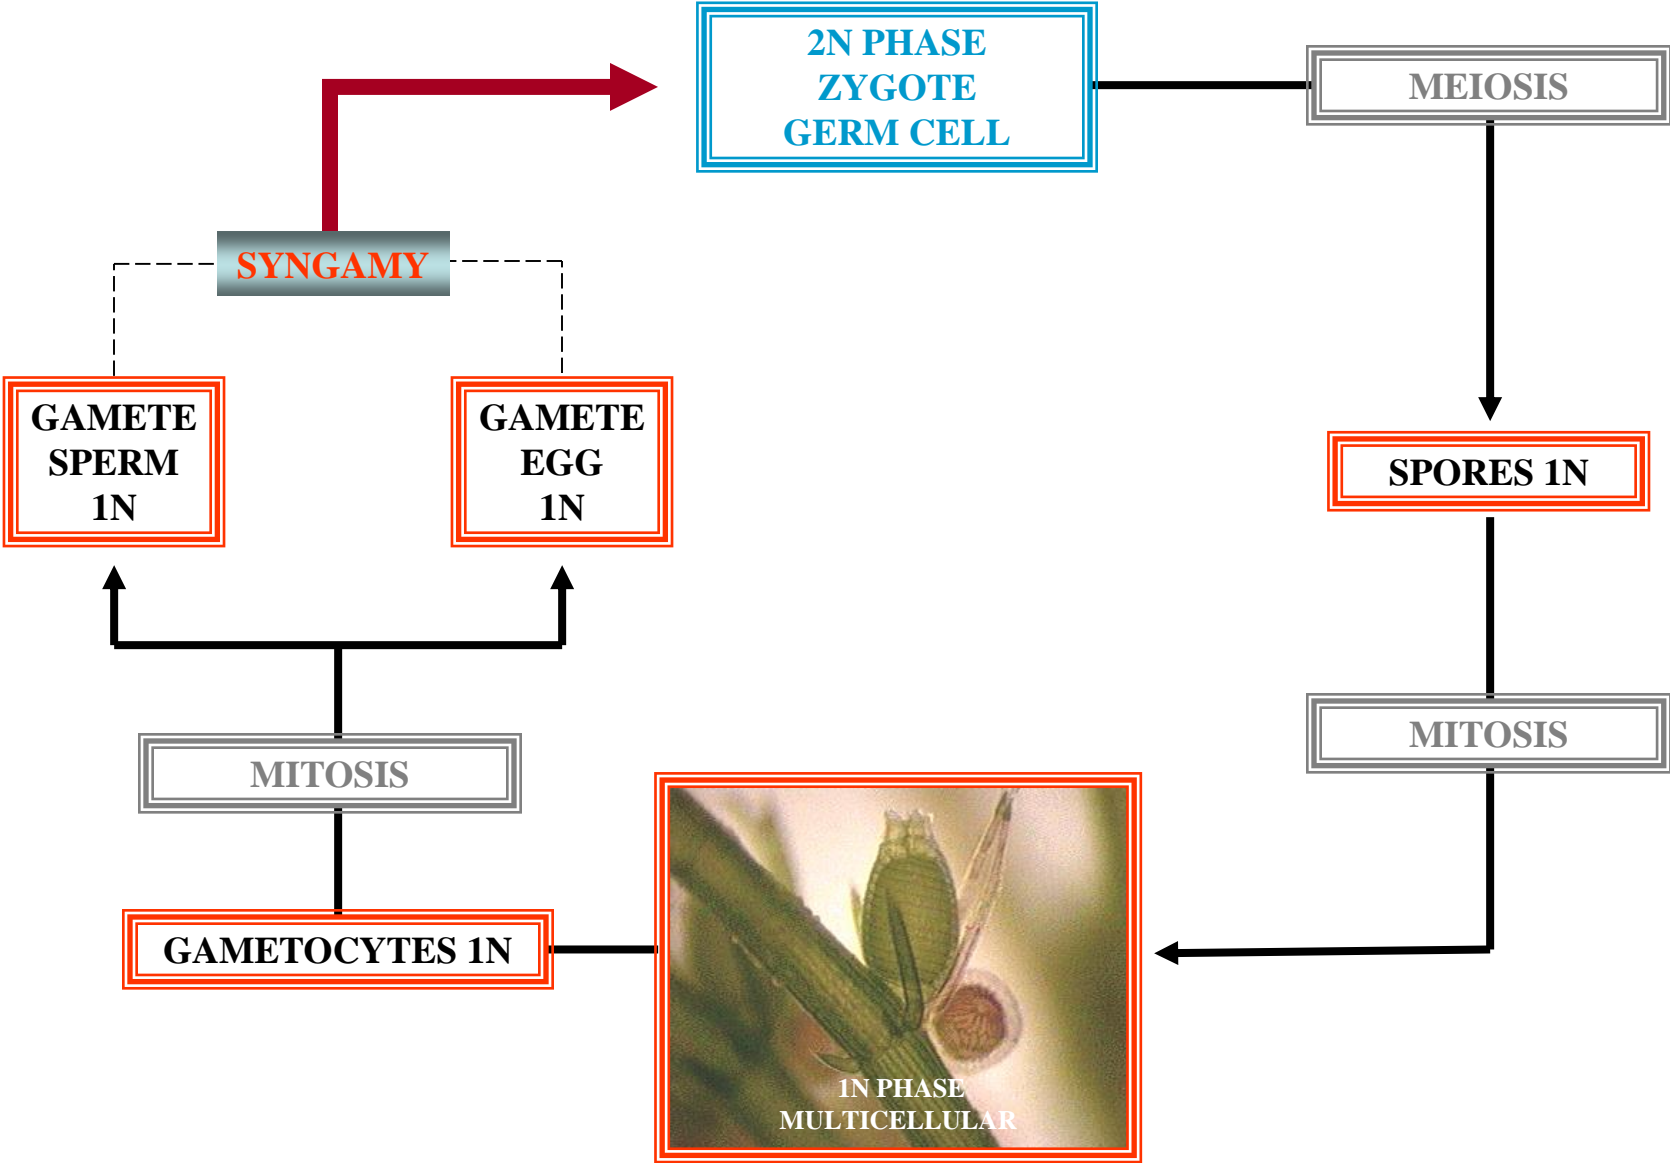 2N PHASE
ZYGOTE
GERM CELL
MEIOSIS
SYNGAMY
GAMETE
SPERM
1N
GAMETE
EGG
1N
SPORES 1N
MITOSIS
MITOSIS
GAMETOCYTES 1N
1N PHASE
MULTICELLULAR